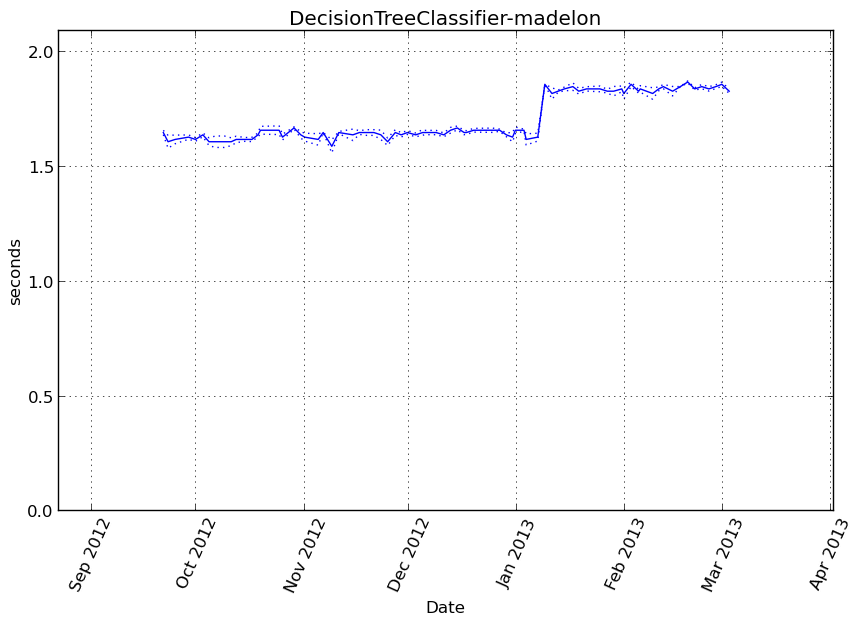 DecisionTreeClassifier-madelon
2.0
1.5
1.0
0.5
0.0
seconds
Sep 2012
Oct 2012
Nov 2012
Dec 2012
Jan 2013
Feb 2013
Mar 2013
Apr 2013
Date